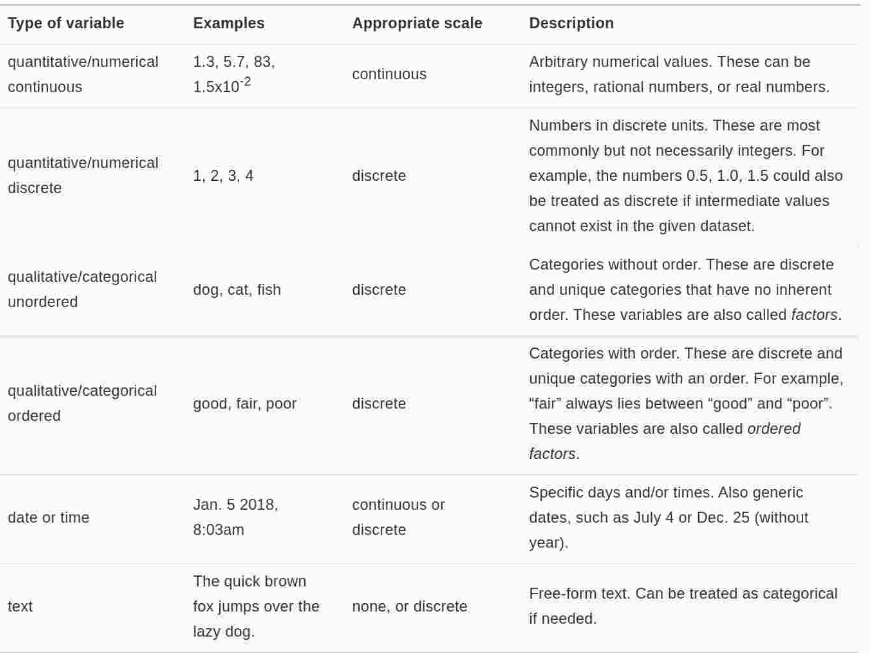 Type of variable Examples Appropriate scale Description
quantitative/numerical continuous 1.3, 5.7, 83, 1.5x10-2 continuous Arbitrary numerical values. These can be integers, rational numbers, or real numbers.
quantitative/numerical discrete 1, 2, 3, 4 discrete Numbers in discrete units. These are most commonly but not necessarily integers. For example, the numbers 0.5, 1.0, 1.5 could also be treated as discrete if intermediate values cannot exist in the given dataset.
qualitative/categorical unordered dog, cat, fish discrete Categories without order. These are discrete and unique categories that have no inherent order. These variables are also called factors.
qualitative/categorical ordered good, fair, poor discrete Categories with order. These are discrete and unique categories with an order. For example, “fair” always lies between “good” and “poor”. These variables are also called ordered factors.
date or time Jan. 5 2018, 8:03am continuous or discrete Specific days and/or times. Also generic dates, such as July 4 or Dec. 25 (without year).
text The quick brown fox jumps over the lazy dog. none, or discrete Free-form text. Can be treated as categorical if needed.